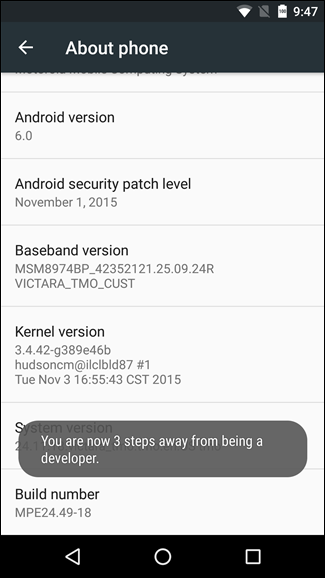 100
9:47
About phone
Android version
6.0
Android security patch level
November 1, 2015
Baseband version
MSM8974BP_42352121.25.09.24R
VICTARA_TMO_CUST
Kernel version
3.4.42-g389e46b
hudsoncm@ilclbld87 #1
Tue Nov 3 16:55:43 CST 2015
System version
You are now 3 steps away from being a
developer.
Build number
MPE24.49-18